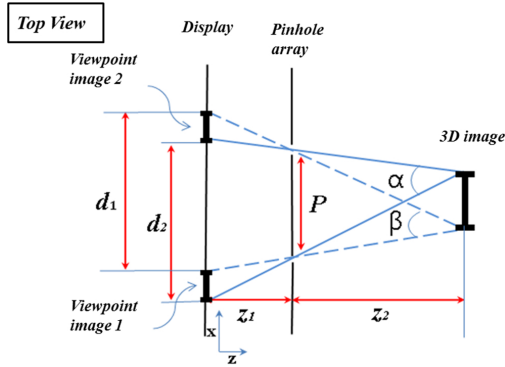 Top View
Display
Pinhole
array
Viewpoint
image 2
3D image
α
d1
d2
P
β
Viewpoint
image 1
z1
z2
x
z